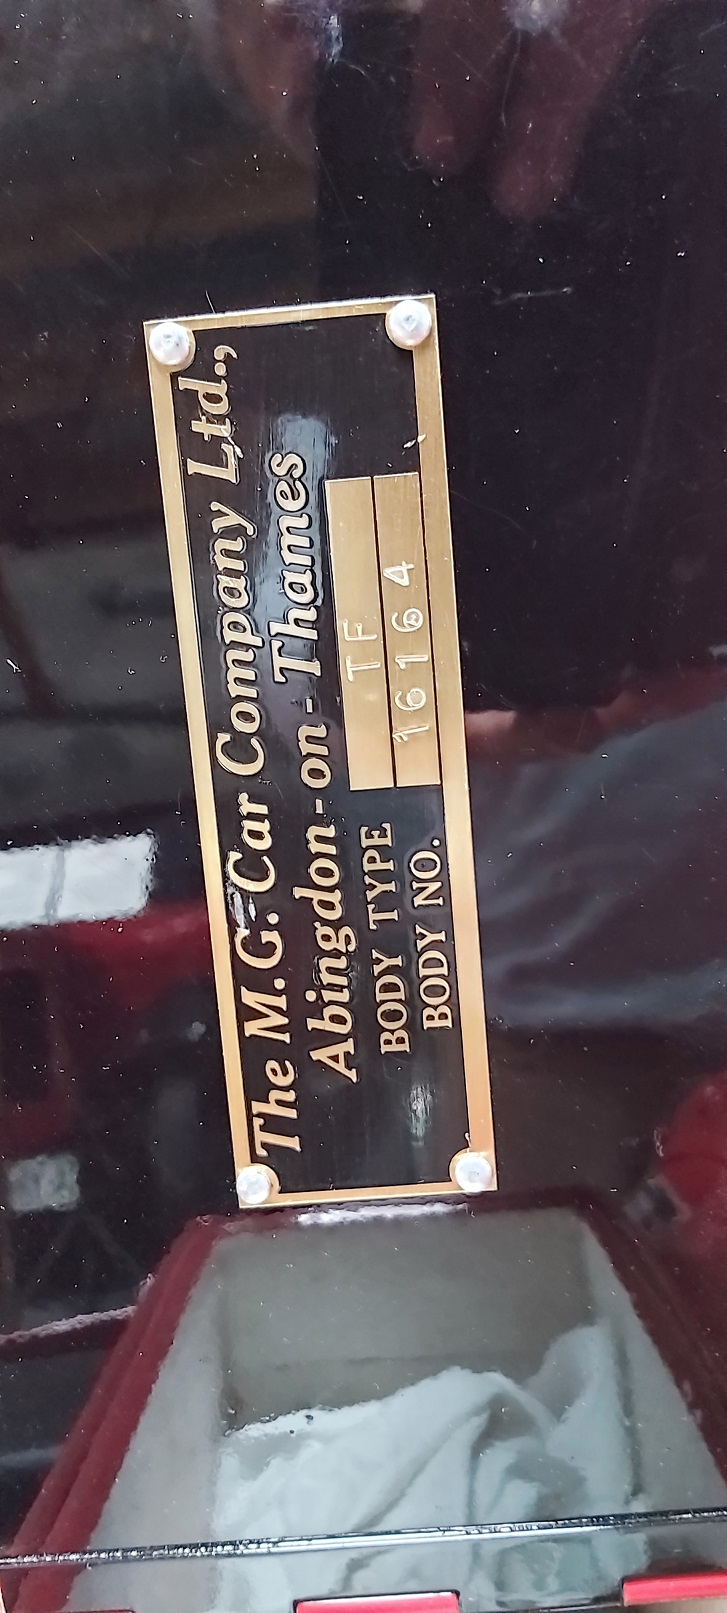 The M.G. Car Company Ltd.,
Abingdon-on-Thames
BODY TYPE TF
BODY NO. 16164